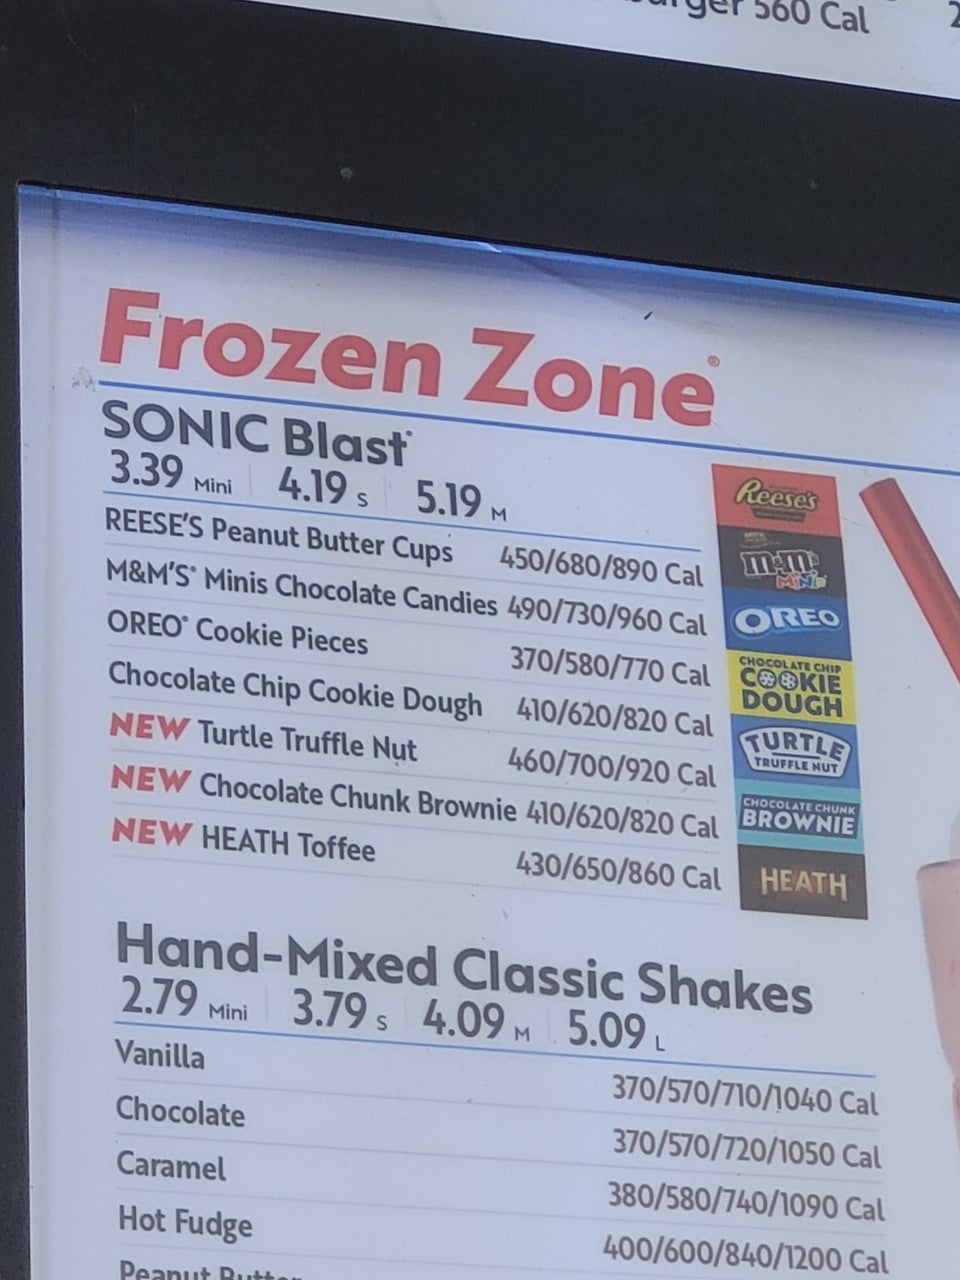 burger 560 Cal
Frozen Zone®
SONIC Blast®
3.39 Mini 4.19 S 5.19 M
REESE'S Peanut Butter Cups 450/680/890 Cal
M&M'S® Minis Chocolate Candies 490/730/960 Cal
OREO® Cookie Pieces 370/580/770 Cal
Chocolate Chip Cookie Dough 410/620/820 Cal
NEW Turtle Truffle Nut 460/700/920 Cal
NEW Chocolate Chunk Brownie 410/620/820 Cal
NEW HEATH Toffee 430/650/860 Cal
Reese's
m&m's
MINIS
OREO
CHOCOLATE CHIP
COOKIE
DOUGH
TURTLE
TRUFFLE NUT
CHOCOLATE CHUNK
BROWNIE
HEATH
Hand-Mixed Classic Shakes
2.79 Mini 3.79 S 4.09 M 5.09 L
Vanilla 370/570/710/1040 Cal
Chocolate 370/570/720/1050 Cal
Caramel 380/580/740/1090 Cal
Hot Fudge 400/600/840/1200 Cal
Peanut Butter